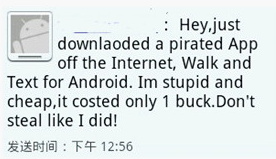 : Hey,just
downlaoded a pirated App
off the Internet, Walk and
Text for Android. Im stupid and
cheap,it costed only 1 buck.Don't
steal like I did!
发送时间：下午 12:56